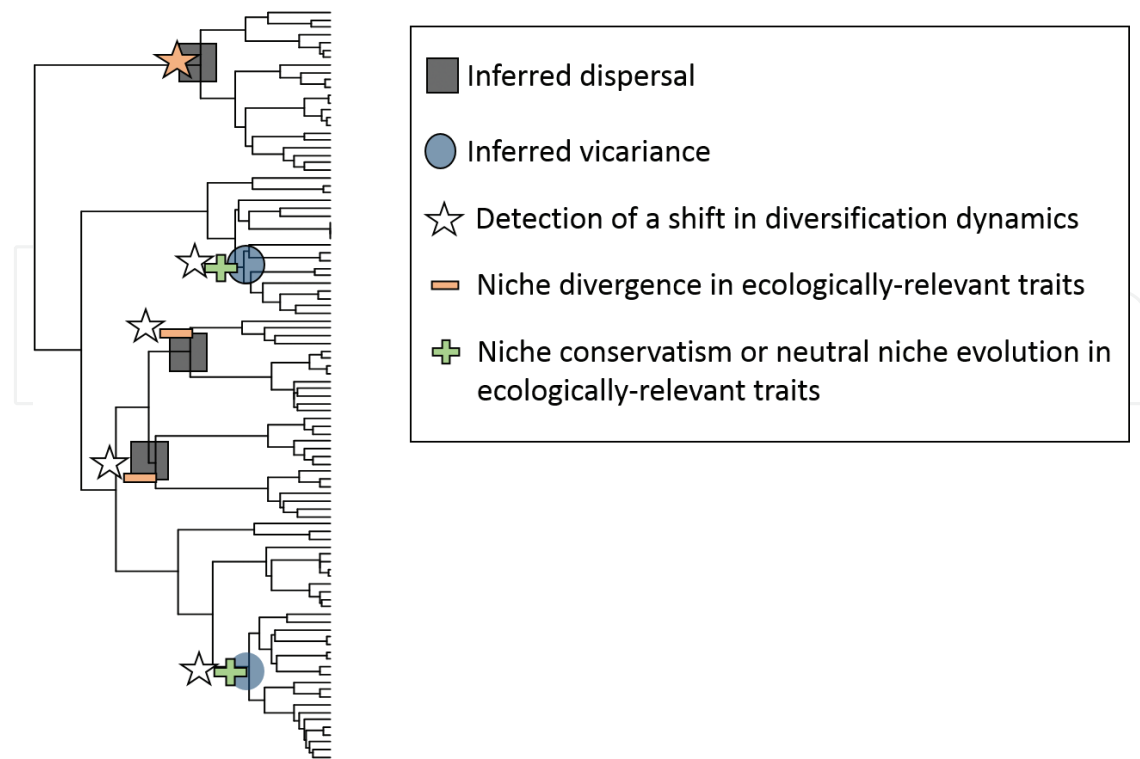 Inferred dispersal
Inferred vicariance
Detection of a shift in diversification dynamics
Niche divergence in ecologically-relevant traits
Niche conservatism or neutral niche evolution in
ecologically-relevant traits